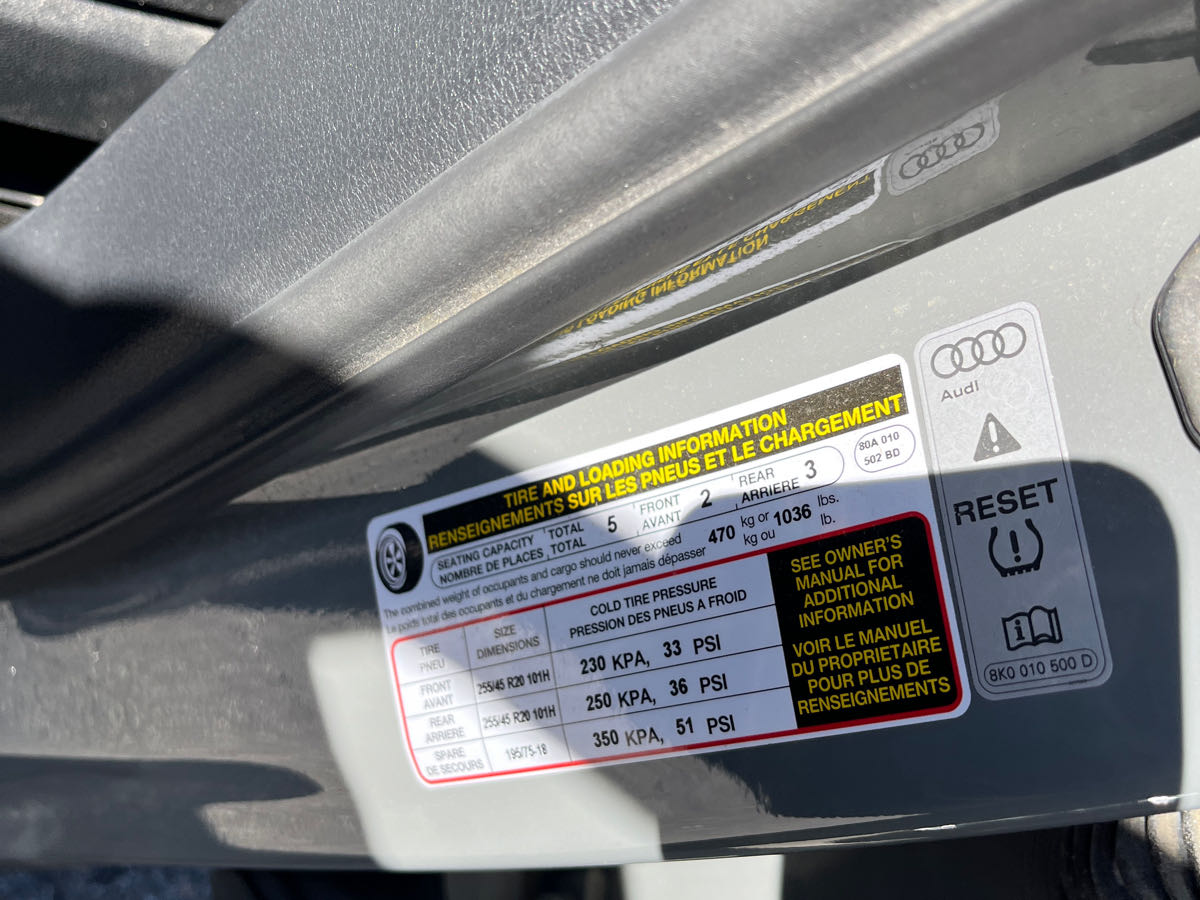 TIRE AND LOADING INFORMATION
RENSEIGNEMENTS SUR LES PNEUS ET LE CHARGEMENT
80A 010
502 BD
SEATING CAPACITY TOTAL 5 FRONT 2 REAR 3
NOMBRE DE PLACES TOTAL AVANT ARRIERE
The combined weight of occupants and cargo should never exceed 470 kg or 1036 lbs.
Le poids total des occupants et du chargement ne doit jamais dépasser kg ou lb.
TIRE
PNEU
SIZE
DIMENSIONS
COLD TIRE PRESSURE
PRESSION DES PNEUS A FROID
FRONT
AVANT
255/45 R20 101H
230 KPA, 33 PSI
REAR
ARRIERE
255/45 R20 101H
250 KPA, 36 PSI
SPARE
DE SECOURS
195/75-18
350 KPA, 51 PSI
SEE OWNER'S
MANUAL FOR
ADDITIONAL
INFORMATION
VOIR LE MANUEL
DU PROPRIETAIRE
POUR PLUS DE
RENSEIGNEMENTS
Audi
RESET
8K0 010 500 D